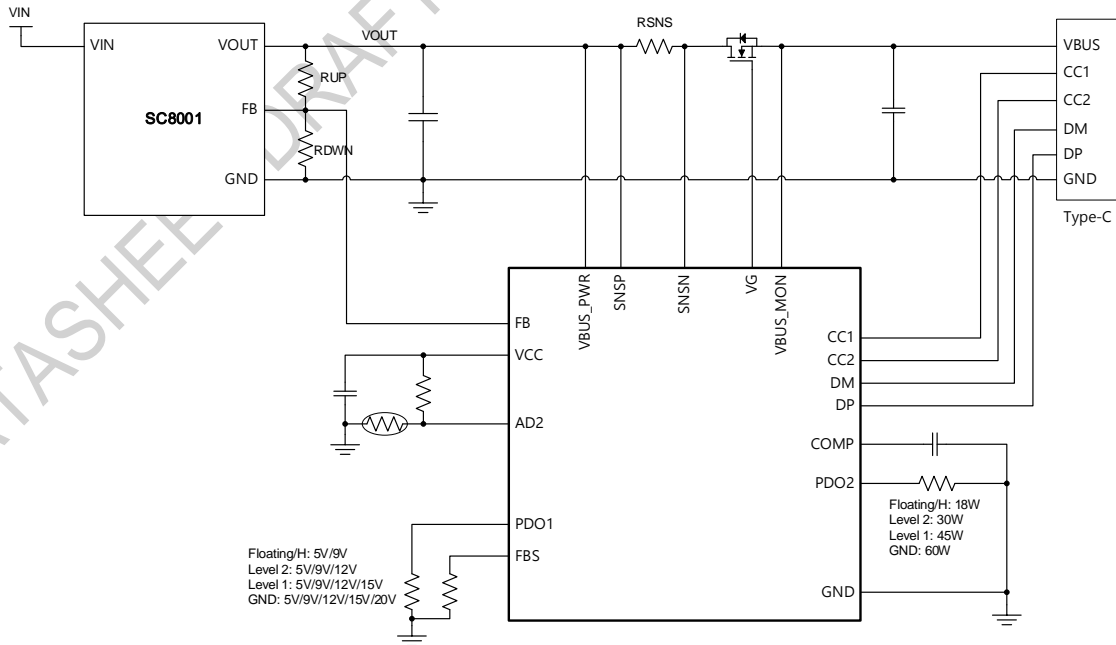 VIN
RSNS
VIN
VOUT
VOUT
VBUS
RUP
CC1
FB
CC2
SC8001
DM
RDWN
DP
GND
GND
Type-C
VBUS_PWR
SNSP
SNSN
VG
VBUS_MON
FB
VCC
AD2
PDO1
FBS
CC1
CC2
DM
DP
COMP
PDO2
GND
Floating/H: 18W
Level 2: 30W
Level 1: 45W
GND: 60W
Floating/H: 5V/9V
Level 2: 5V/9V/12V
Level 1: 5V/9V/12V/15V
GND: 5V/9V/12V/15V/20V
ATASHEE DRAFT